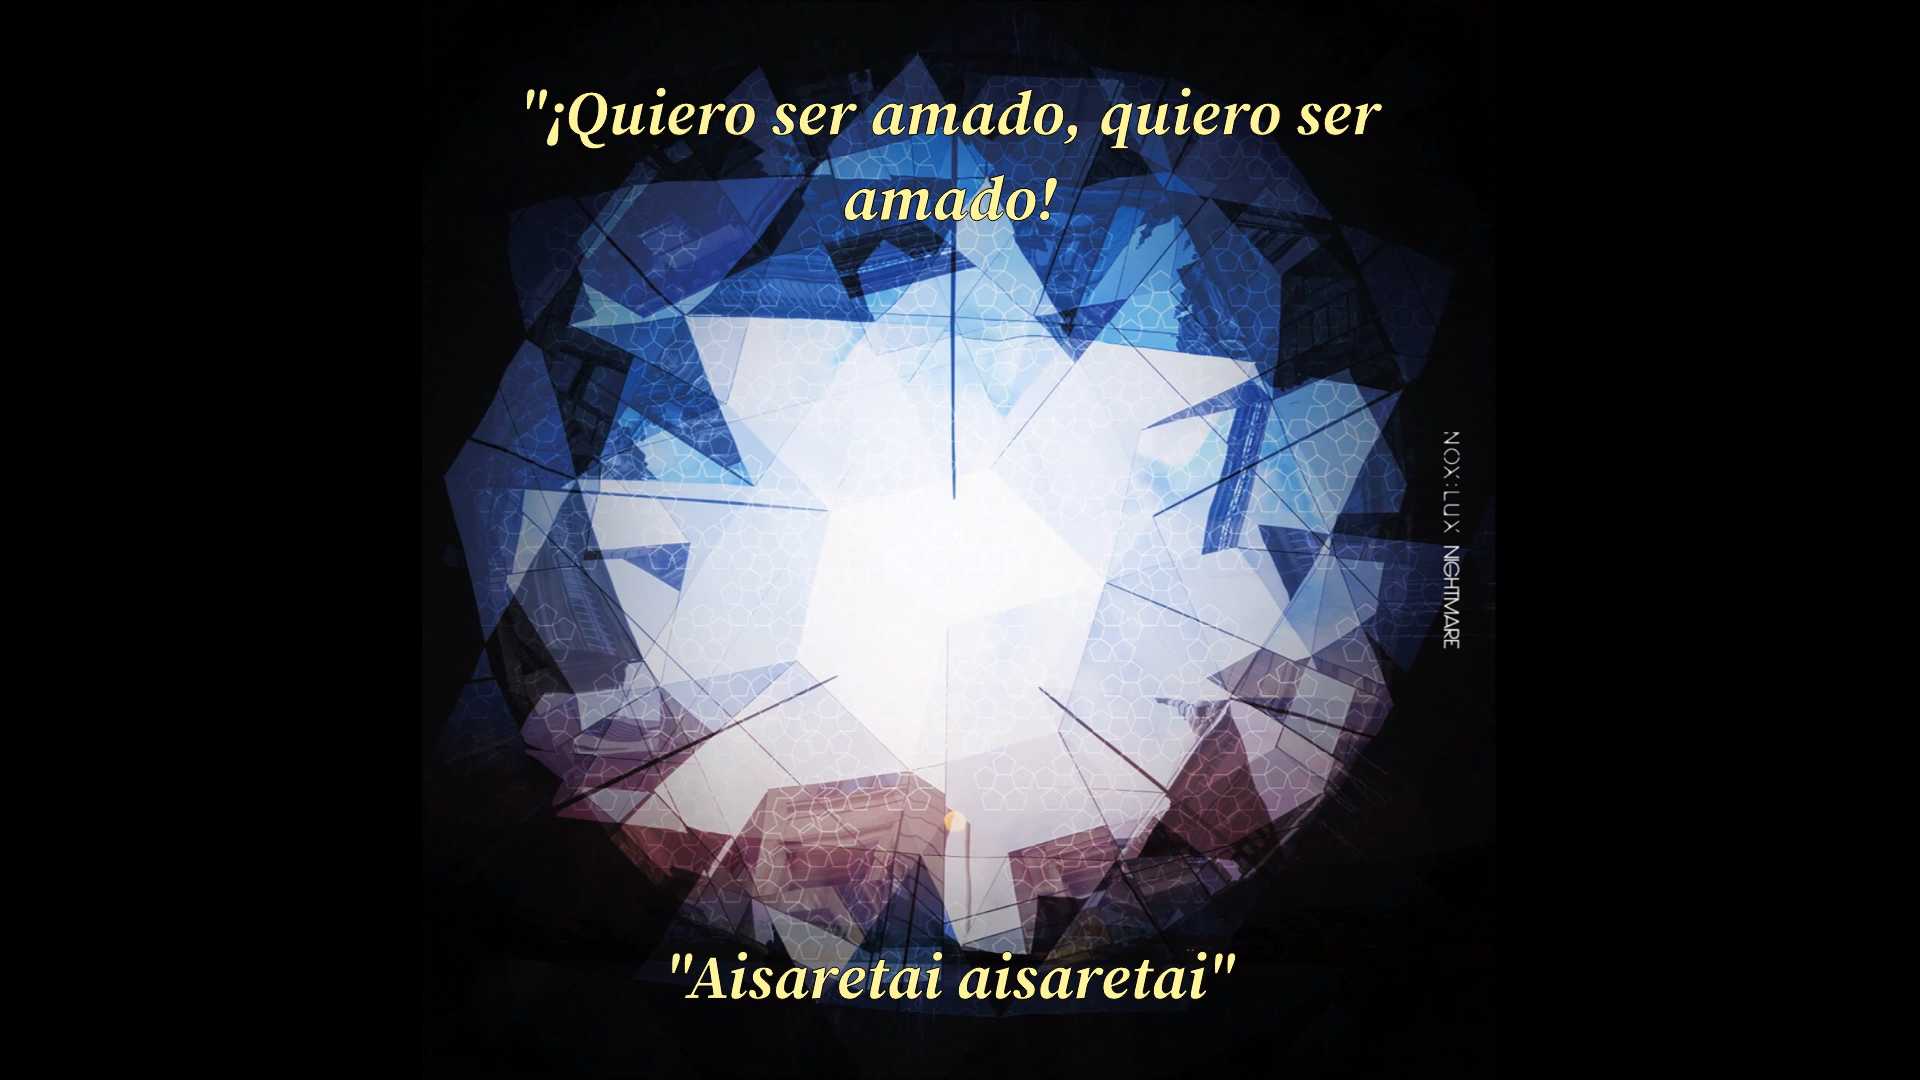 "¡Quiero ser amado, quiero ser
amado!
NOX:LUX NIGHTMARE
"Aisaretai aisaretai"